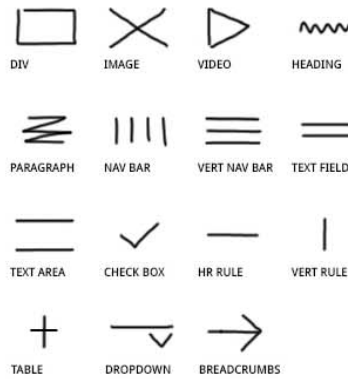 DIV IMAGE VIDEO HEADING
PARAGRAPH NAV BAR VERT NAV BAR TEXT FIELD
TEXT AREA CHECK BOX HR RULE VERT RULE
TABLE DROPDOWN BREADCRUMBS